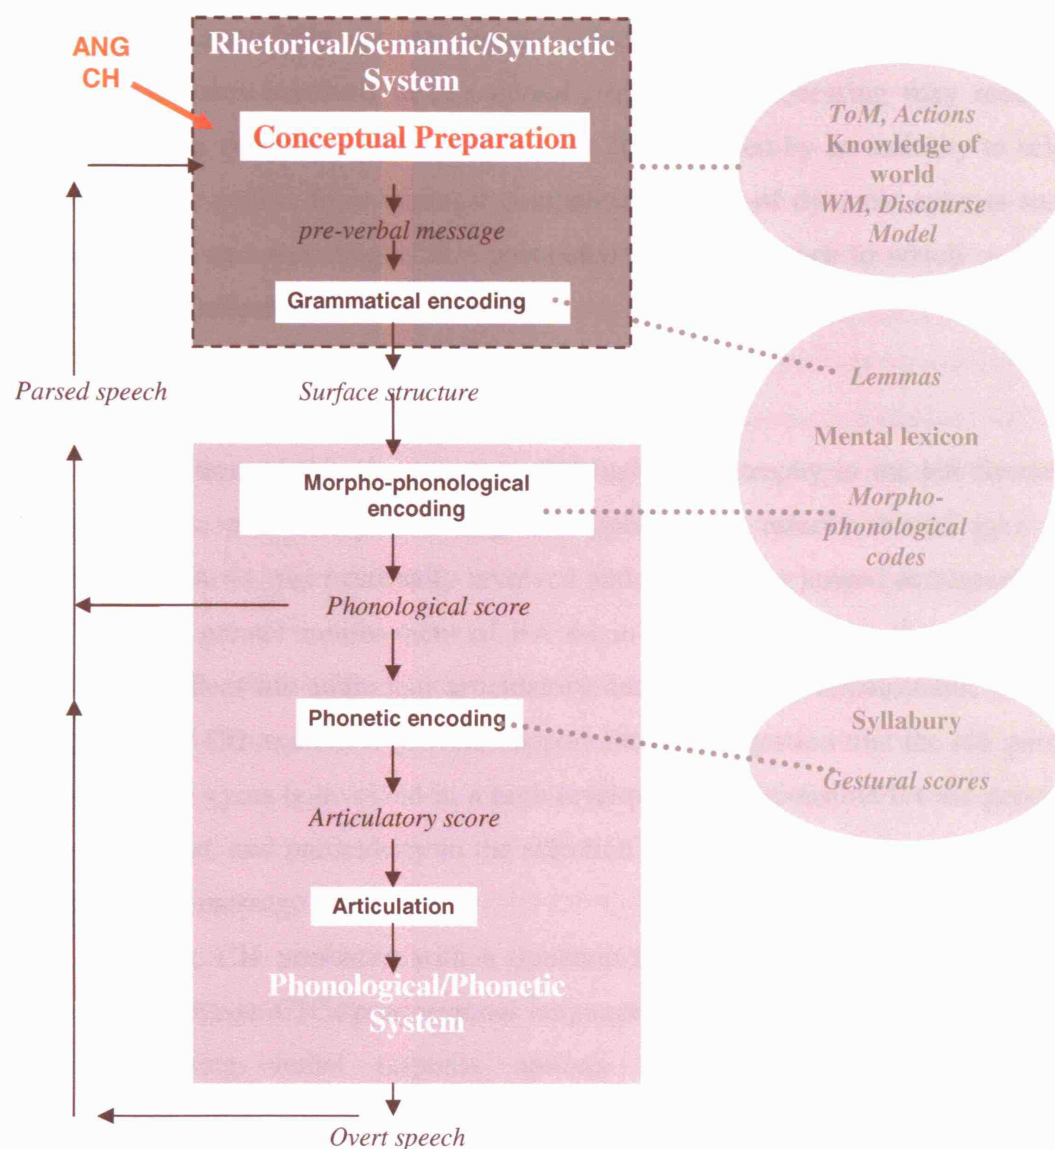 ANG
CH
Rhetorical/Semantic/Syntactic
System
Conceptual Preparation
pre-verbal message
Grammatical encoding
Parsed speech
Surface structure
Morpho-phonological
encoding
Phonological score
Phonetic encoding
Articulatory score
Articulation
Phonological/Phonetic
System
Overt speech
ToM, Actions
Knowledge of
world
WM, Discourse
Model
Lemmas
Mental lexicon
Morpho-
phonological
codes
Syllabury
Gestural scores